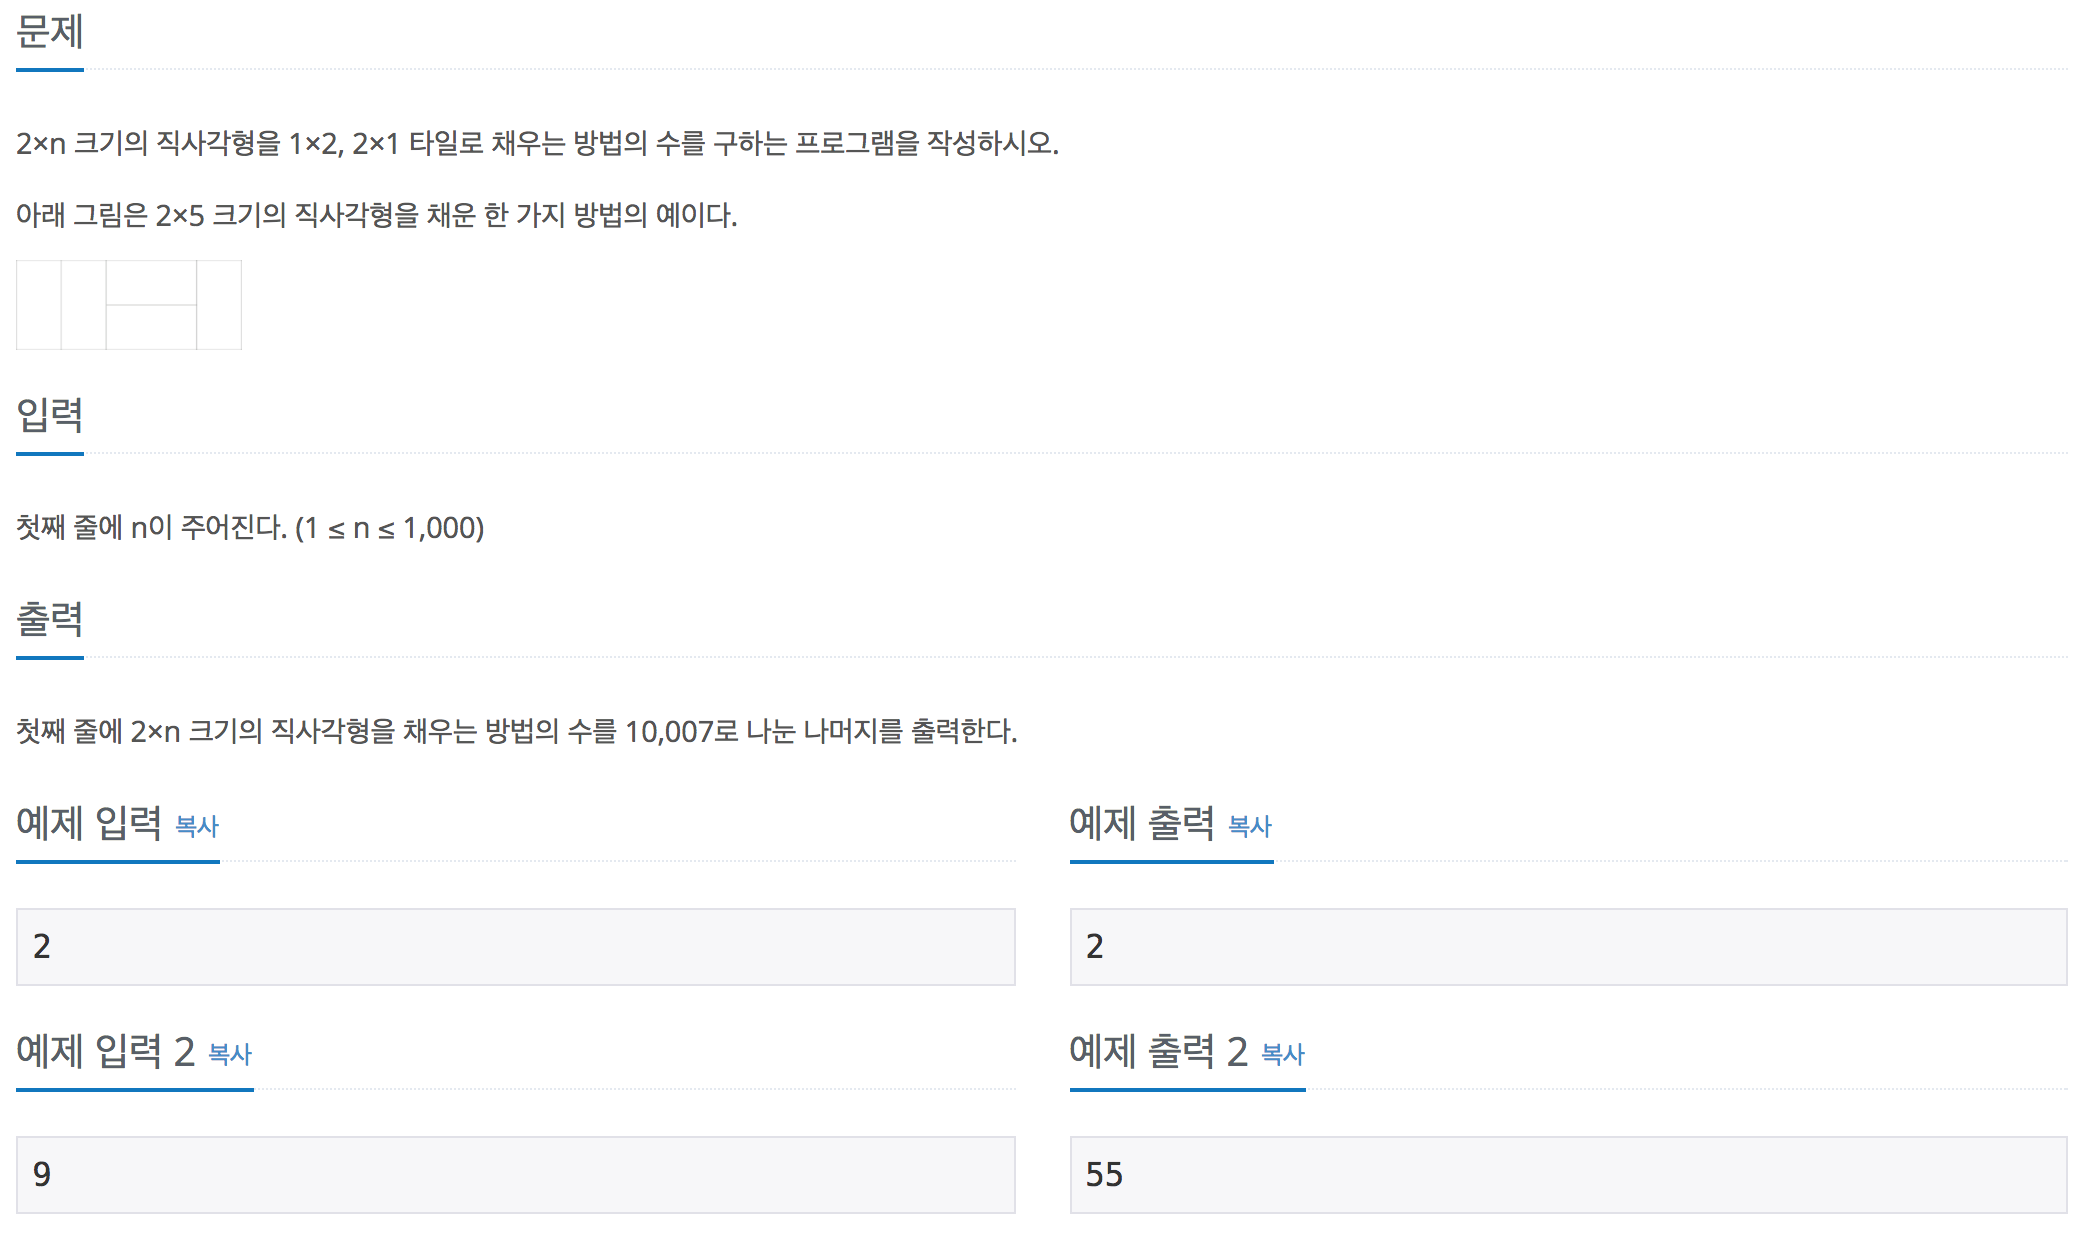 문제
2×n 크기의 직사각형을 1×2, 2×1 타일로 채우는 방법의 수를 구하는 프로그램을 작성하시오.
아래 그림은 2×5 크기의 직사각형을 채운 한 가지 방법의 예이다.
입력
첫째 줄에 n이 주어진다. (1 ≤ n ≤ 1,000)
출력
첫째 줄에 2×n 크기의 직사각형을 채우는 방법의 수를 10,007로 나눈 나머지를 출력한다.
예제 입력 복사
예제 출력 복사
2
2
예제 입력 2 복사
예제 출력 2 복사
9
55